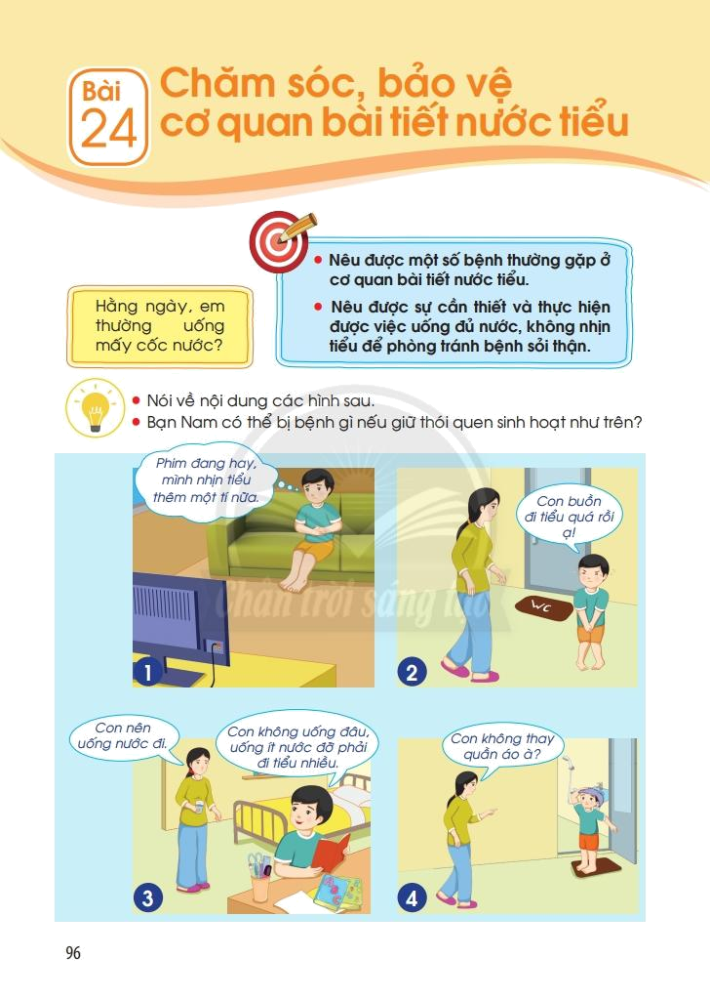 Bài
24
Chăm sóc, bảo vệ
cơ quan bài tiết nước tiểu
Hằng ngày, em
thường uống
mấy cốc nước?
• Nêu được một số bệnh thường gặp ở
cơ quan bài tiết nước tiểu.
• Nêu được sự cần thiết và thực hiện
được việc uống đủ nước, không nhịn
tiểu để phòng tránh bệnh sỏi thận.
• Nói về nội dung các hình sau.
• Bạn Nam có thể bị bệnh gì nếu giữ thói quen sinh hoạt như trên?
Phim đang hay,
mình nhịn tiểu
thêm một tí nữa.
1
Con buồn
đi tiểu quá rồi
ạ!
WC
2
Con nên
uống nước đi.
Con không uống đâu,
uống ít nước đỡ phải
đi tiểu nhiều.
ABC
3
Con không thay
quần áo à?
4
Chân trời sáng tạo
96